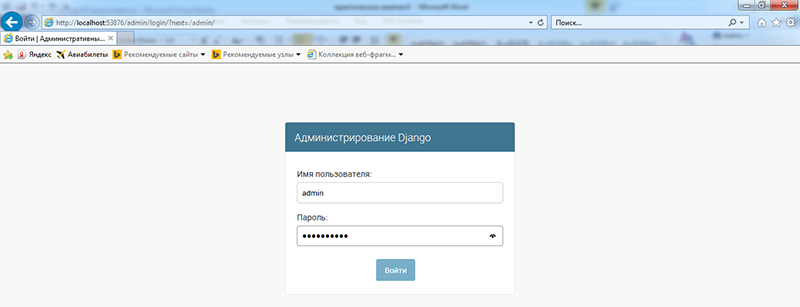 http://localhost:53876/admin/login/?next=/admin/
Поиск...
Войти | Административны...
Яндекс Авиабилеты Рекомендуемые сайты Рекомендуемые узлы Коллекция веб-фрагм...
Администрирование Django
Имя пользователя:
admin
Пароль:
Войти